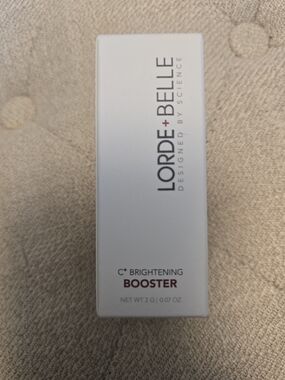 LORDE+BELLE
DESIGNED BY SCIENCE
C+ BRIGHTENING
BOOSTER
NET WT 2 G | 0.07 OZ